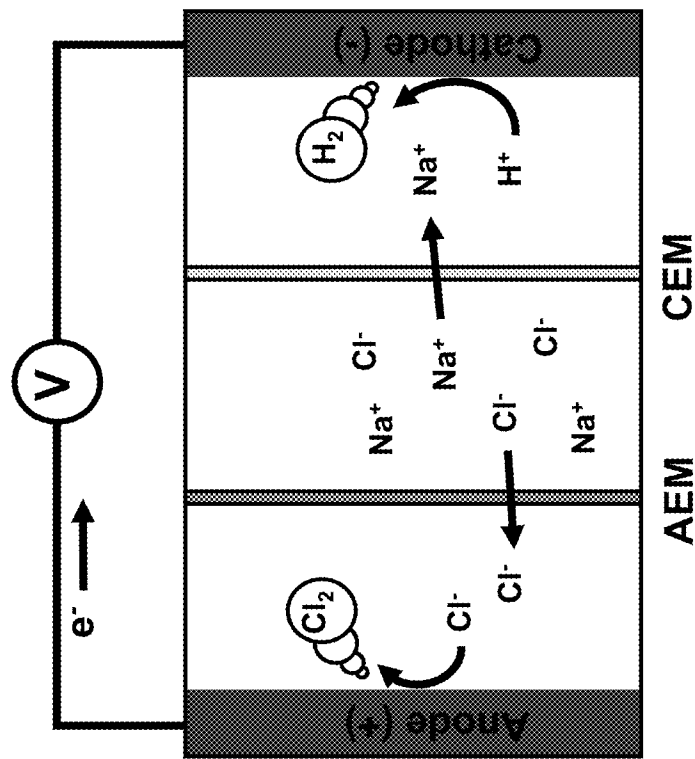 V
e-
Anode (+)
Cathode (-)
Cl₂
H₂
Cl-
Cl-
Na+
Cl-
Na+
Cl-
Na+
Cl-
Na+
H+
AEM
CEM